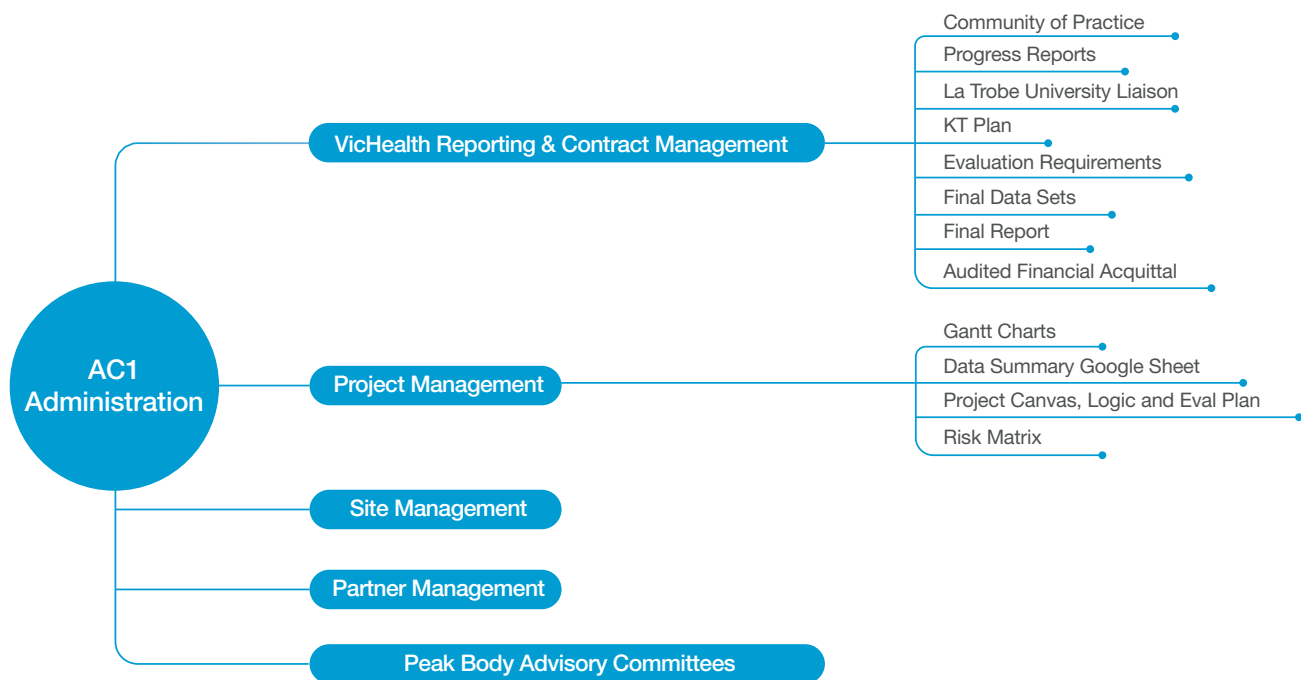 AC1
Administration
VicHealth Reporting & Contract Management
Community of Practice
Progress Reports
La Trobe University Liaison
KT Plan
Evaluation Requirements
Final Data Sets
Final Report
Audited Financial Acquittal
Project Management
Gantt Charts
Data Summary Google Sheet
Project Canvas, Logic and Eval Plan
Risk Matrix
Site Management
Partner Management
Peak Body Advisory Committees